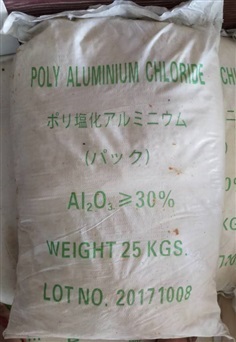 POLY ALUMINIUM CHLORIDE
ポリ塩化アルミニウム
(パック)
Al₂O₃ ≥30%
WEIGHT 25 KGS.
LOT NO. 20171008